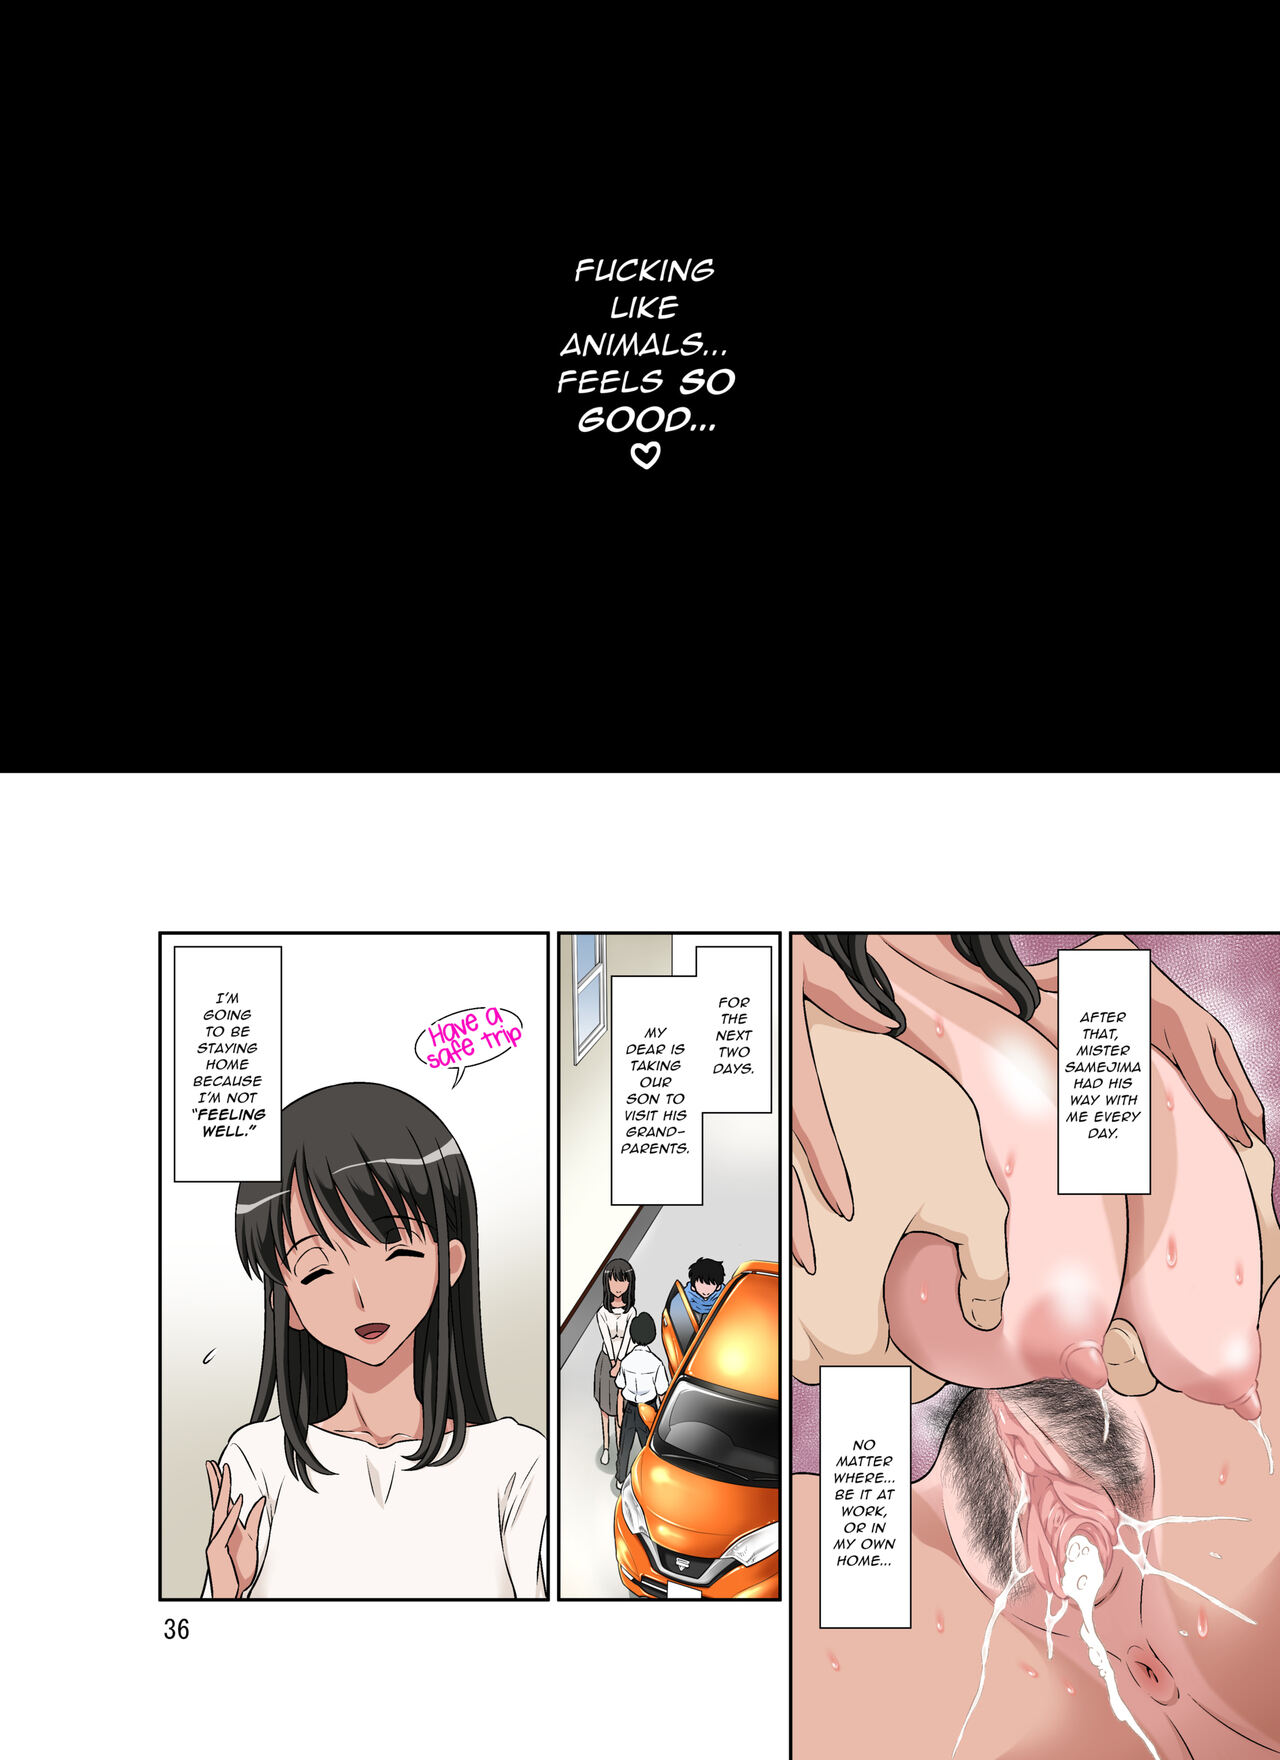 FUCKING
LIKE
ANIMALS...
FEELS SO
GOOD...
♡
AFTER
THAT,
MISTER
SAMEJIMA
HAD HIS
WAY WITH
ME EVERY
DAY.
NO
MATTER
WHERE...
BE IT AT
WORK,
OR IN
MY OWN
HOME...
FOR
THE
NEXT
TWO
DAYS.
MY
DEAR IS
TAKING
OUR
SON TO
VISIT HIS
GRAND-
PARENTS.
I'M
GOING
TO BE
STAYING
HOME
BECAUSE
I'M NOT
"FEELING
WELL."
Have a
safe trip
36